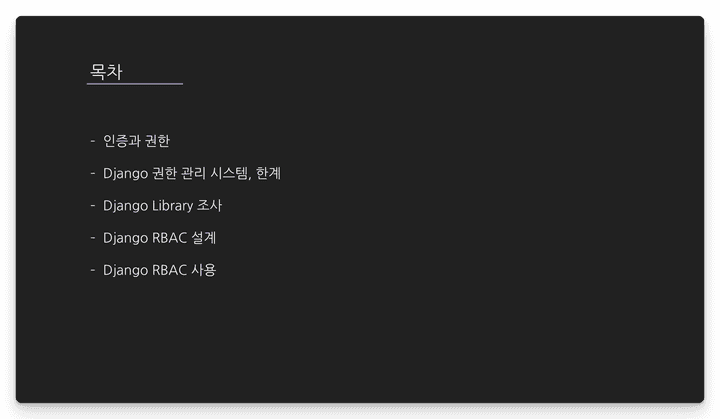 목차
- 인증과 권한
- Django 권한 관리 시스템, 한계
- Django Library 조사
- Django RBAC 설계
- Django RBAC 사용